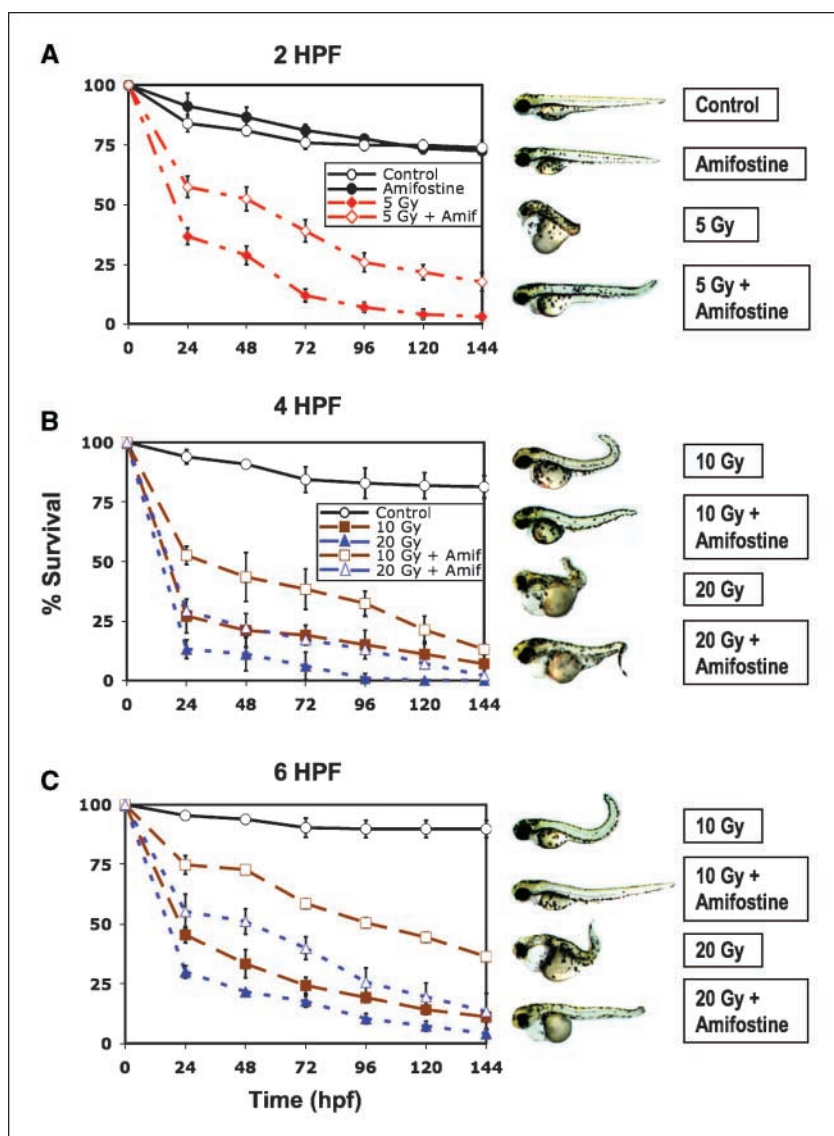 A
2 HPF
100
75
50
25
0
0 24 48 72 96 120 144
Control
Amifostine
5 Gy
5 Gy + Amif
Control
Amifostine
5 Gy
5 Gy +
Amifostine
B
4 HPF
% Survival
100
75
50
25
0
0 24 48 72 96 120 144
Control
10 Gy
20 Gy
10 Gy + Amif
20 Gy + Amif
10 Gy
10 Gy +
Amifostine
20 Gy
20 Gy +
Amifostine
C
6 HPF
100
75
50
25
0
0 24 48 72 96 120 144
Time (hpf)
10 Gy
10 Gy +
Amifostine
20 Gy
20 Gy +
Amifostine